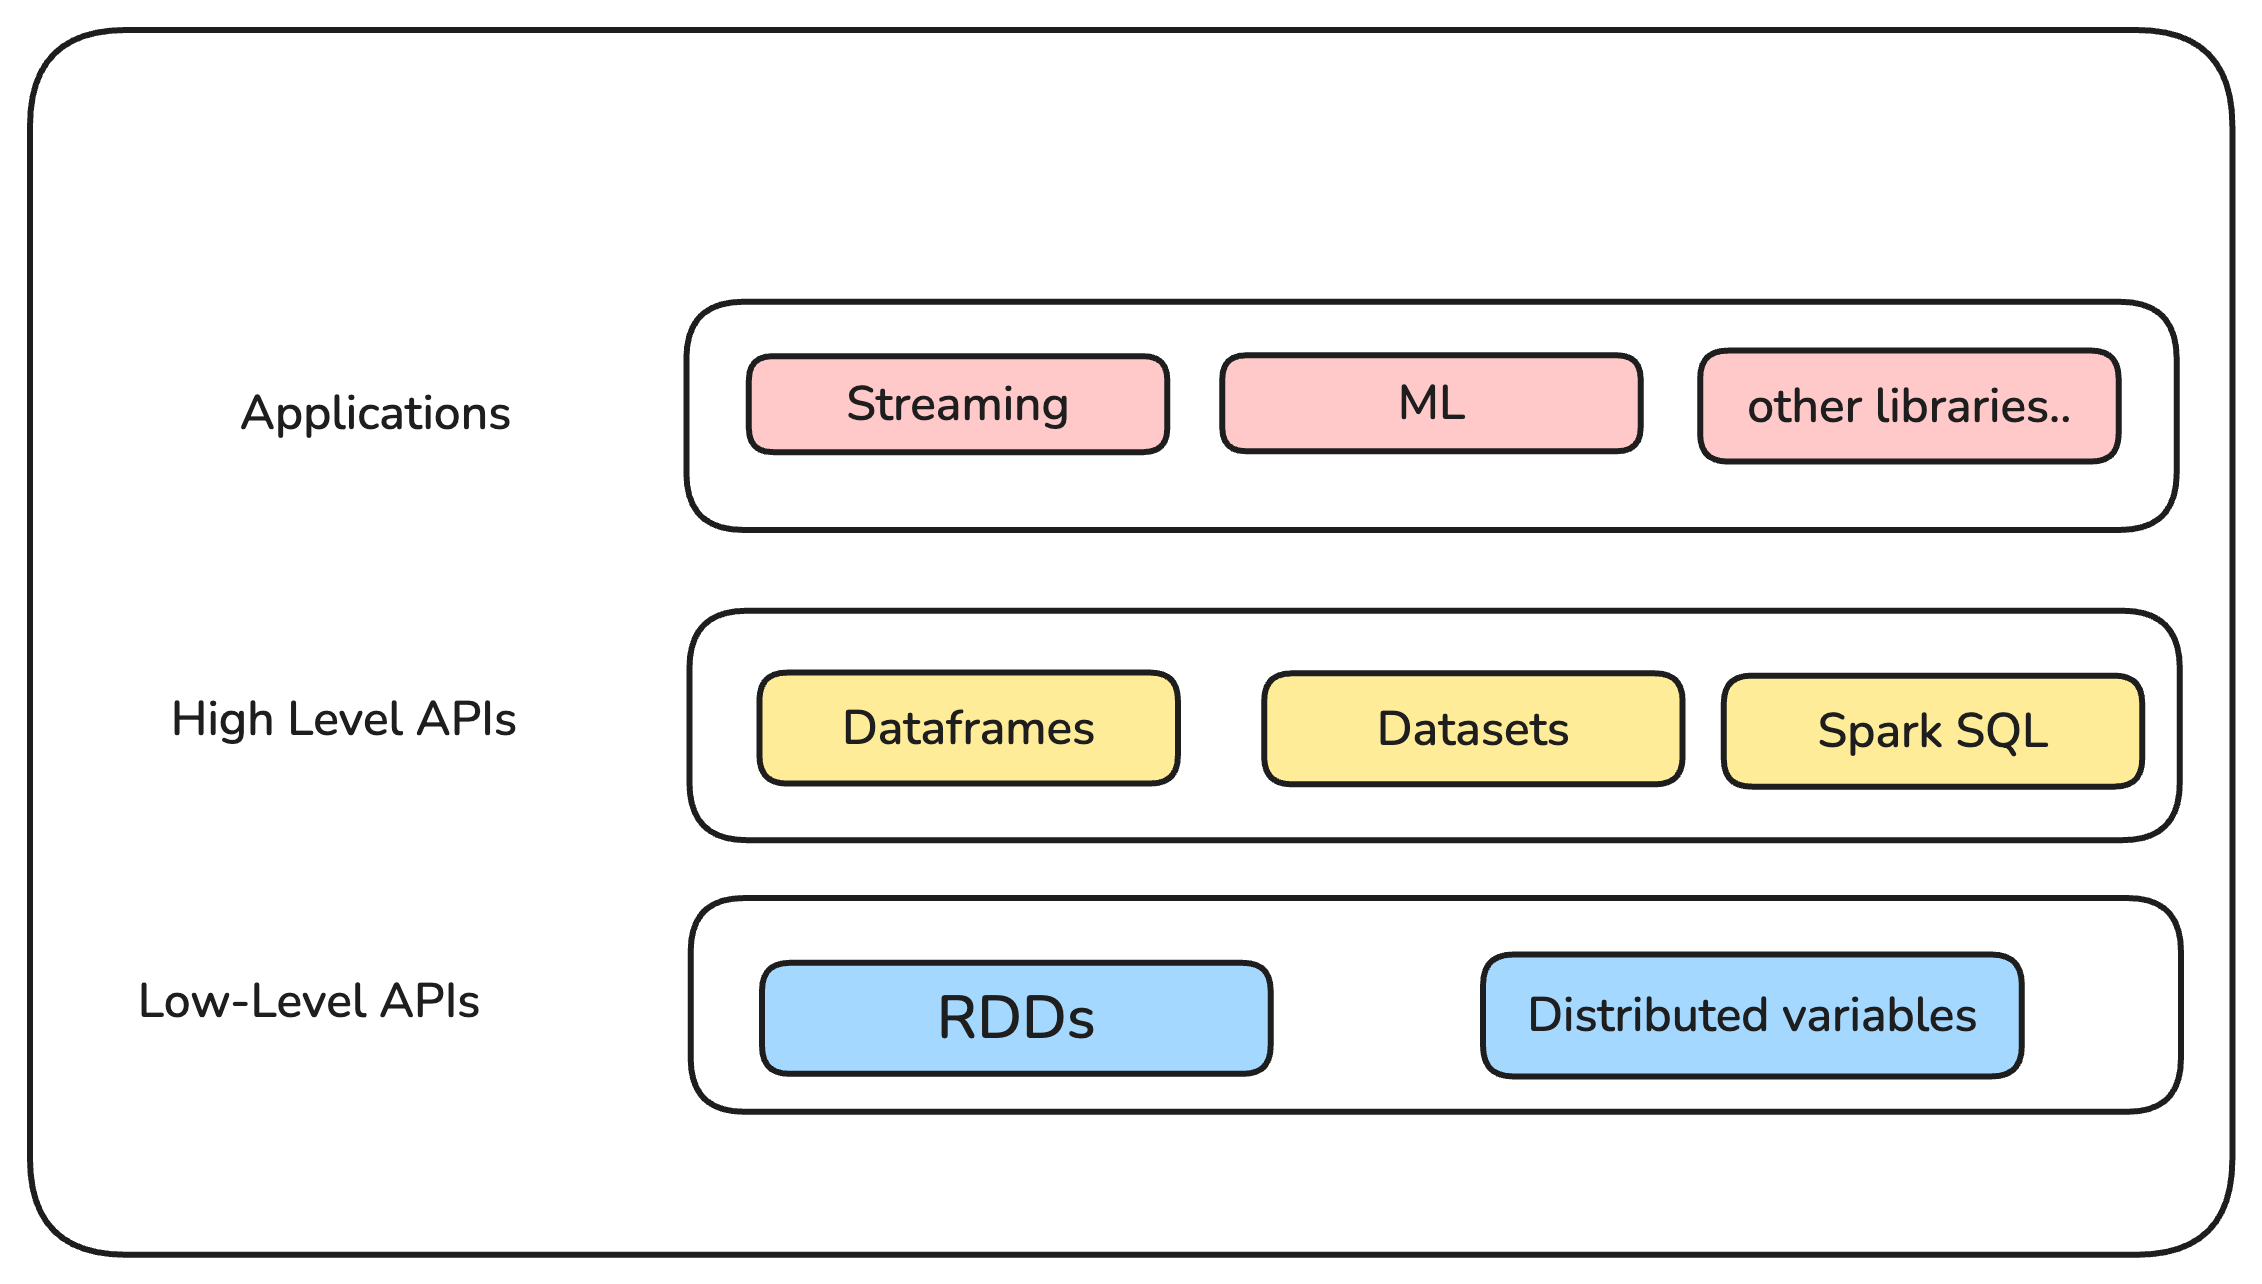 Applications
Streaming
ML
other libraries..
High Level APIs
Dataframes
Datasets
Spark SQL
Low-Level APIs
RDDs
Distributed variables